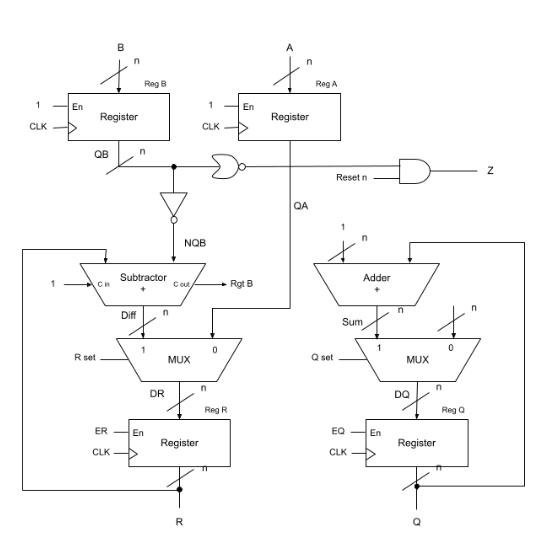 B
A
n
n
Reg B
Reg A
1
En
Register
CLK
1
En
Register
CLK
QB
n
Reset n
Z
QA
NQB
1
n
1
C in
Subtractor
+
C out
Rgt B
Adder
+
Diff
n
Sum
n
n
R set
1
0
MUX
Q set
1
0
MUX
DR
n
Reg R
DQ
n
Reg Q
ER
En
Register
CLK
EQ
En
Register
CLK
n
n
R
Q